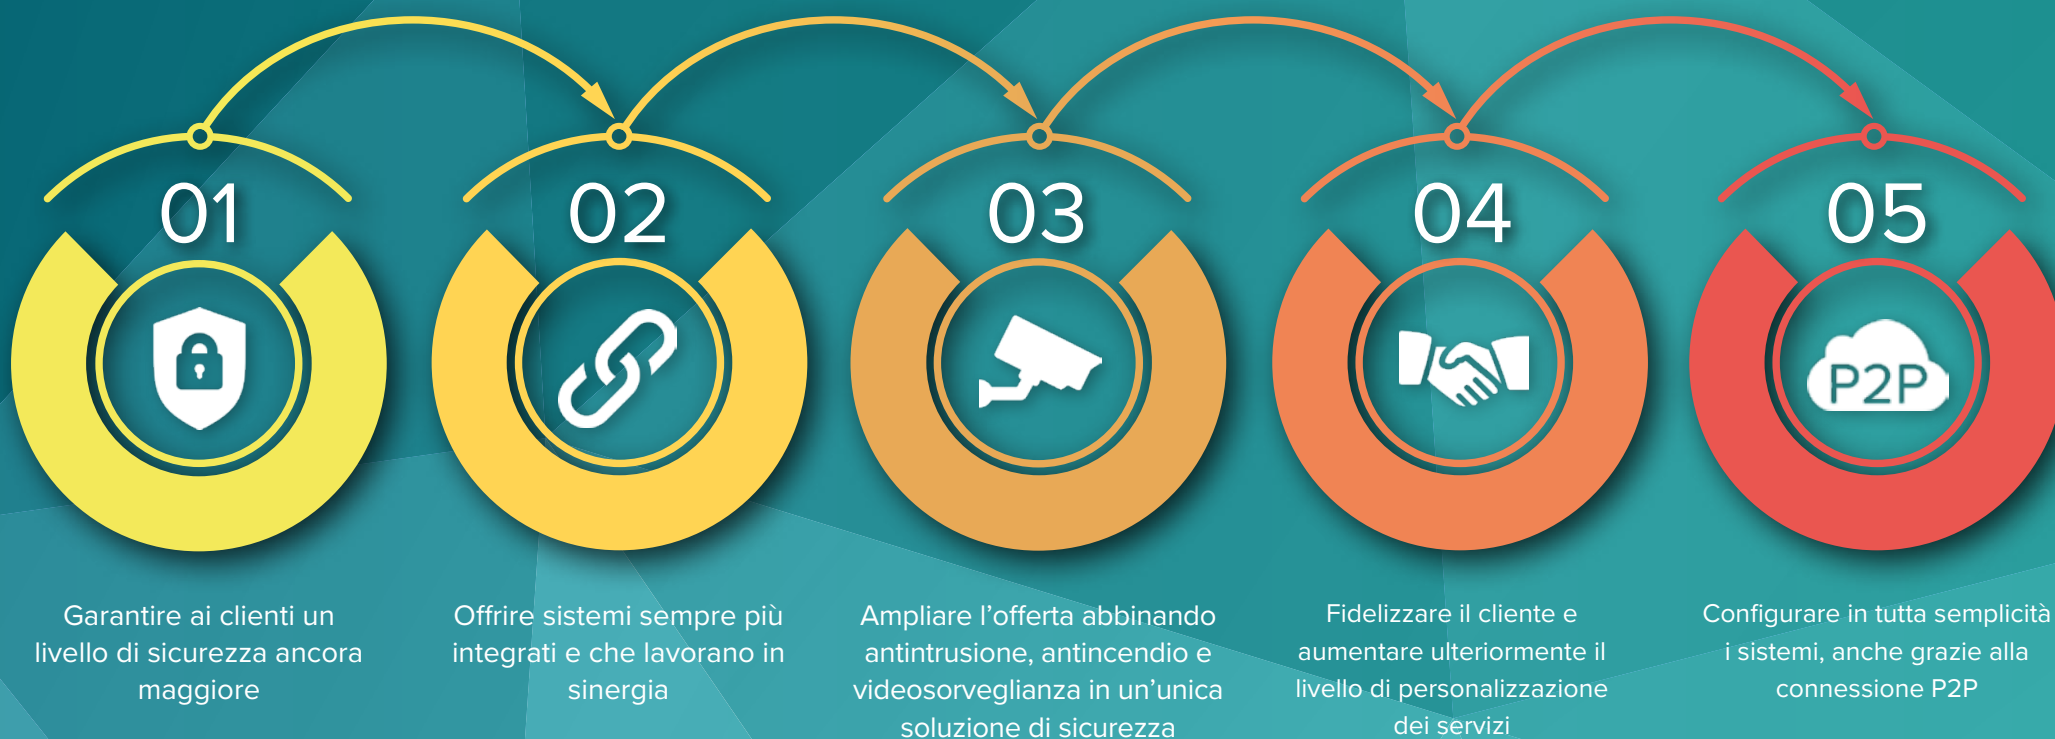 01
Garantire ai clienti un
livello di sicurezza ancora
maggiore
02
Offrire sistemi sempre più
integrati e che lavorano in
sinergia
03
Ampliare l’offerta abbinando
antintrusione, antincendio e
videosorveglianza in un’unica
soluzione di sicurezza
04
Fidelizzare il cliente e
aumentare ulteriormente il
livello di personalizzazione
dei servizi
05
P2P
Configurare in tutta semplicità
i sistemi, anche grazie alla
connessione P2P